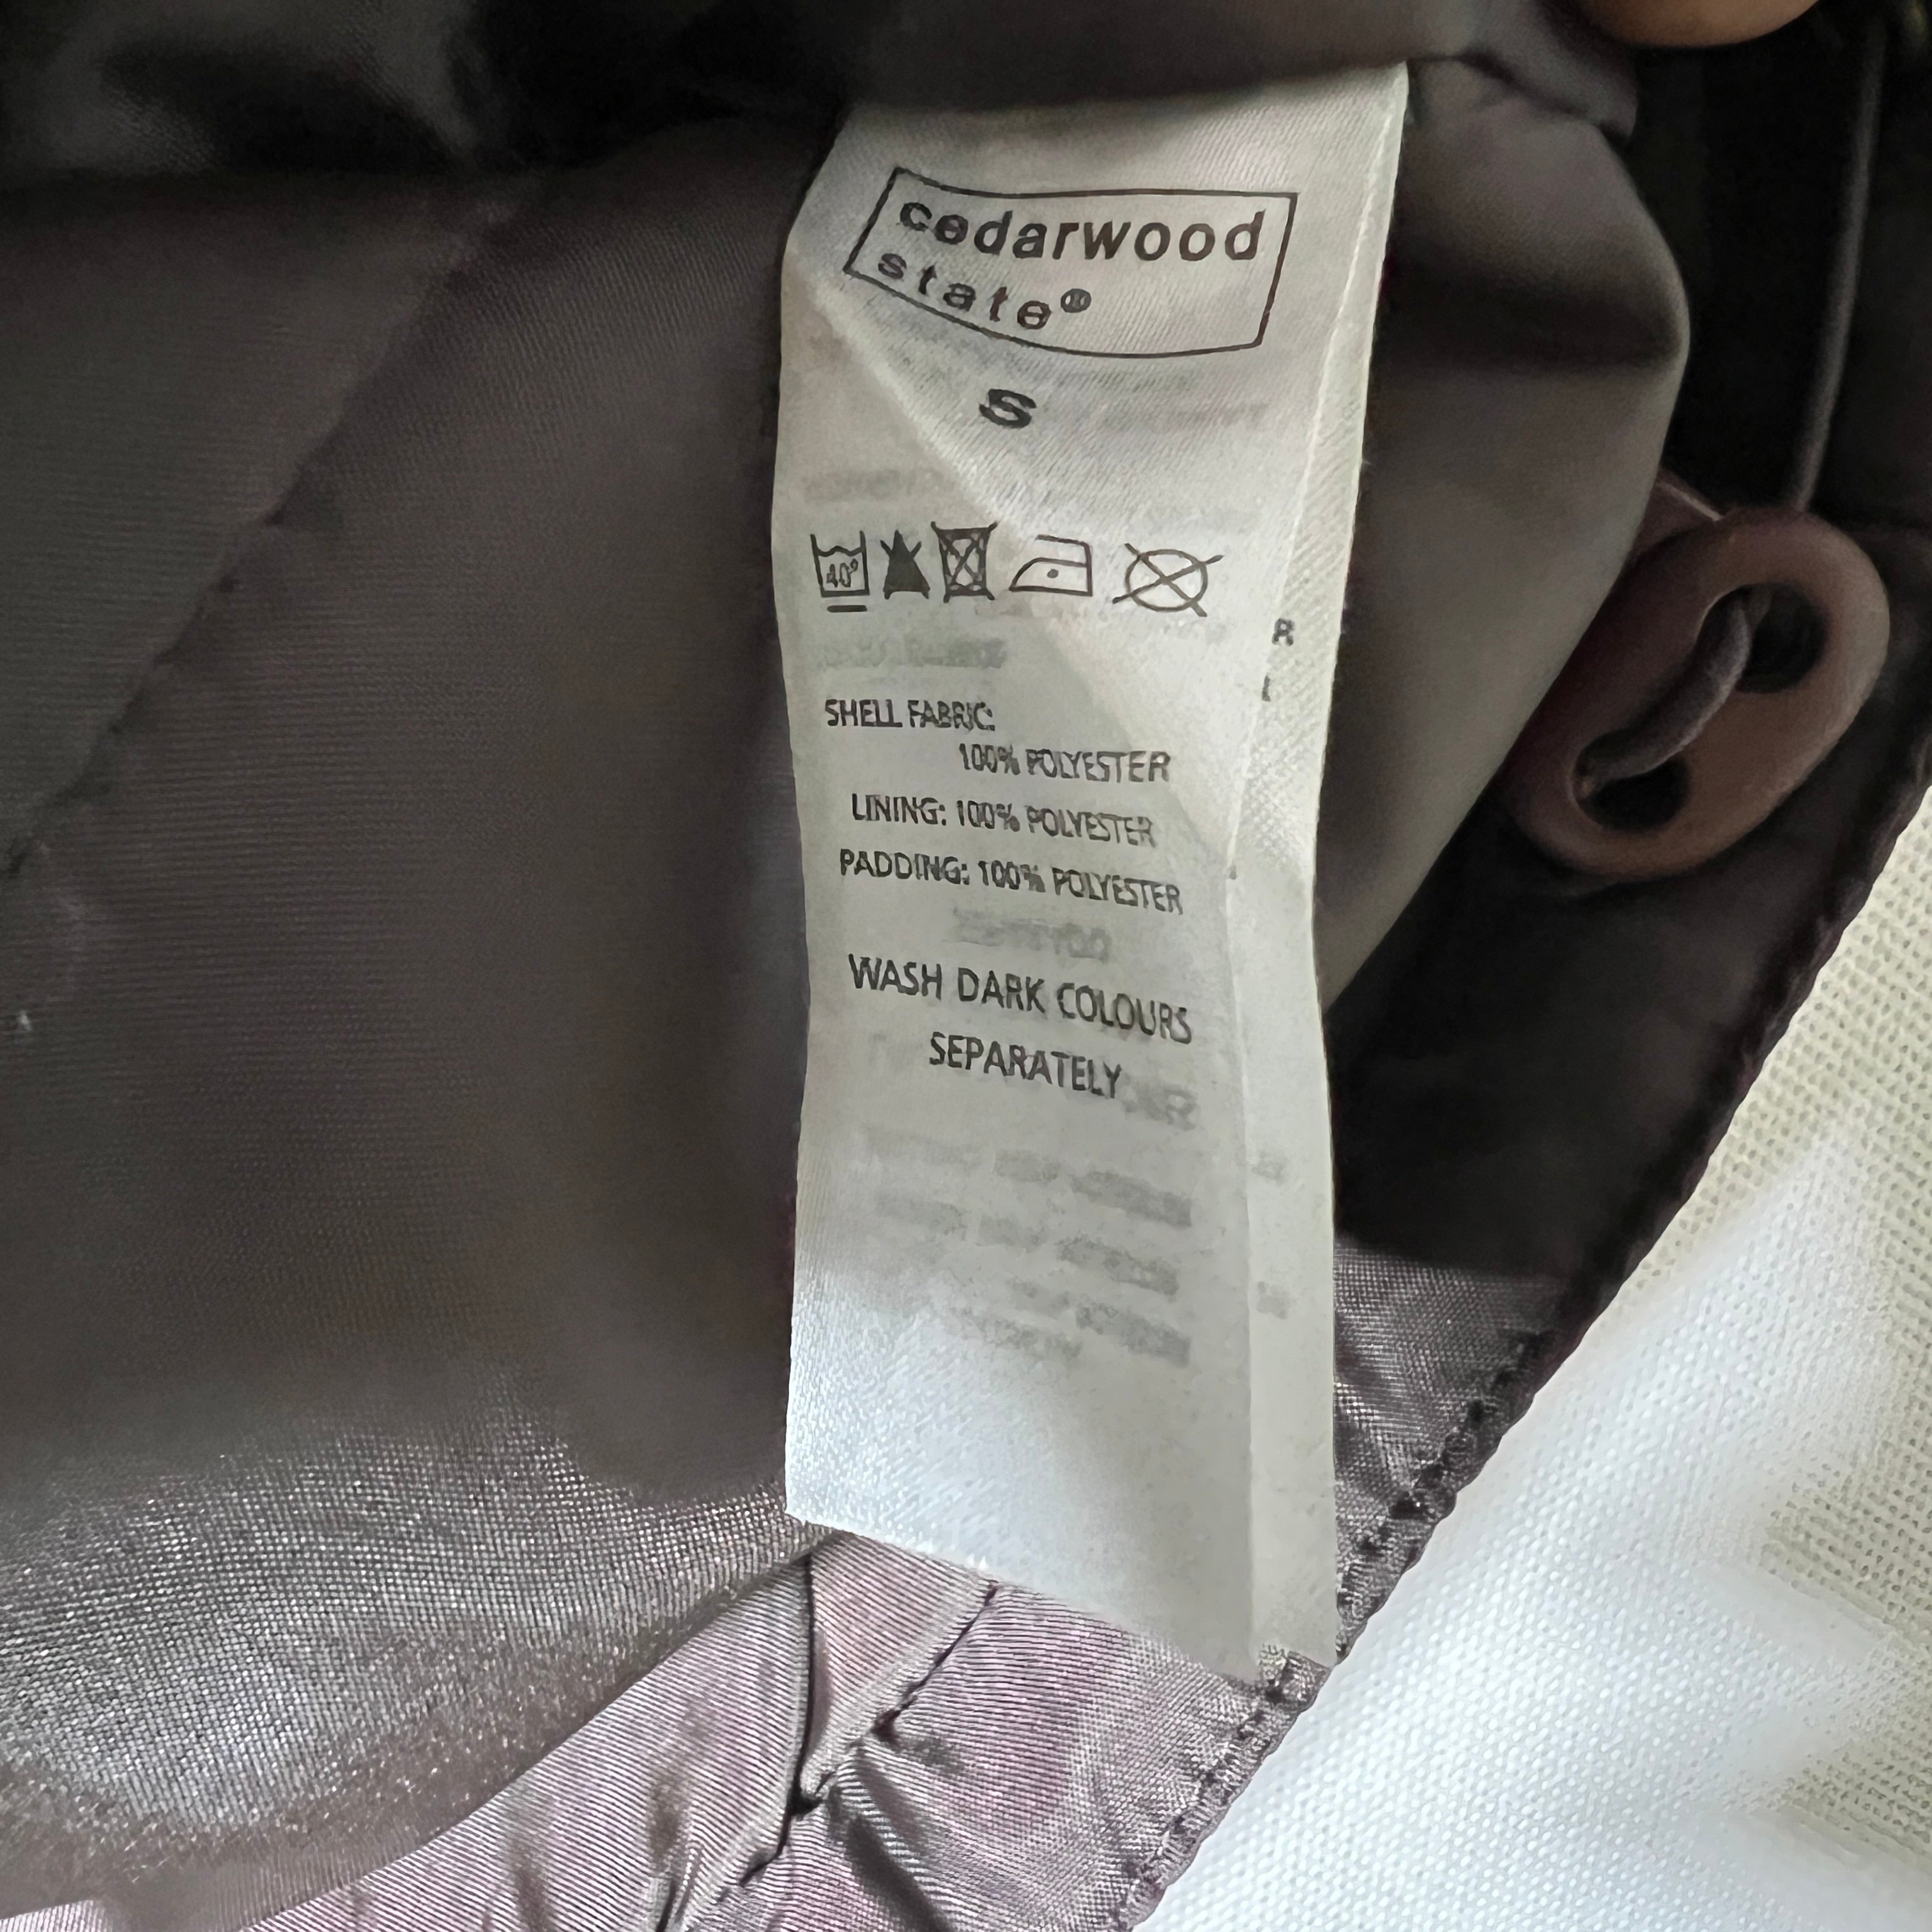 cedarwood
state®
S
40°
SHELL FABRIC:
100% POLYESTER
LINING: 100% POLYESTER
PADDING: 100% POLYESTER
WASH DARK COLOURS
SEPARATELY
R